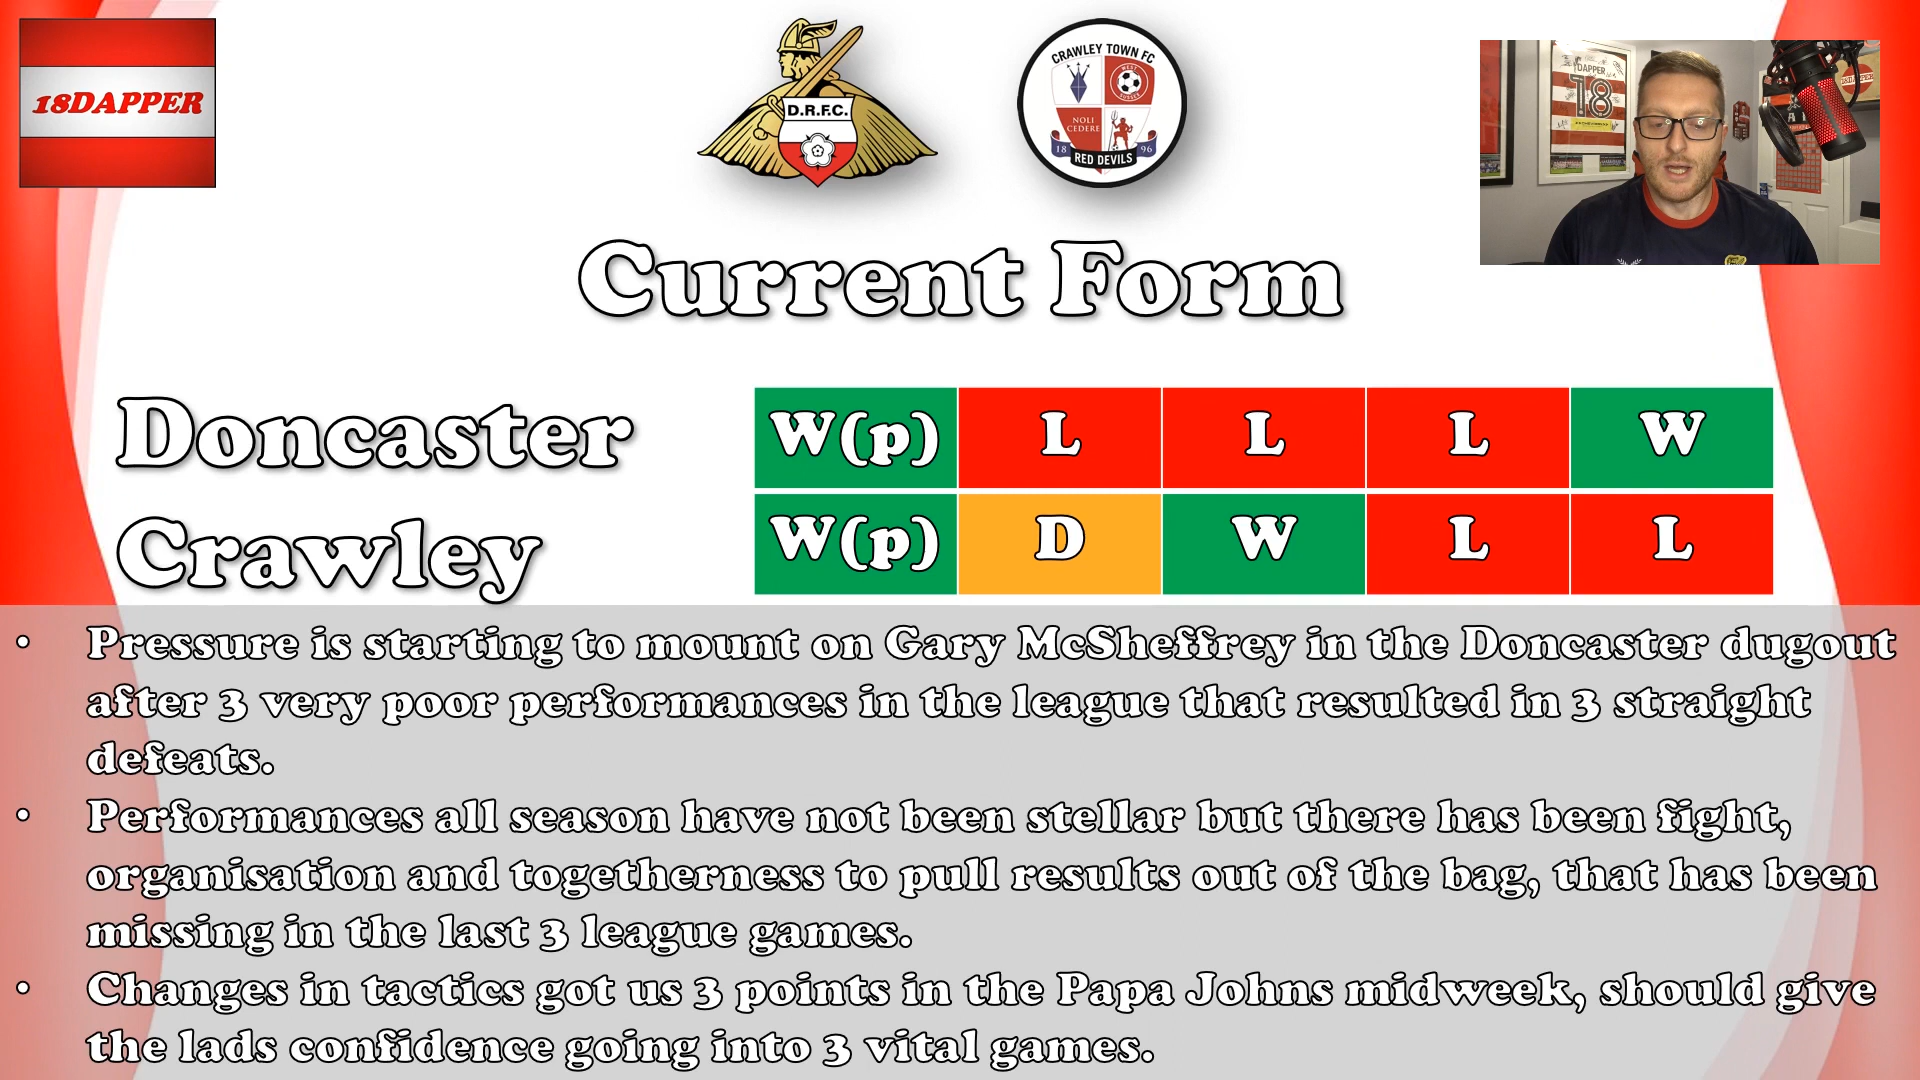 18DAPPER
D.R.F.C.
CRAWLEY TOWN FC
WEST
SUSSEX
NOLI
CEDERE
18 96
RED DEVILS
DAPPER
18
Current Form
Doncaster W(p) L L L W
Crawley W(p) D W L L
• Pressure is starting to mount on Gary McSheffrey in the Doncaster dugout
after 3 very poor performances in the league that resulted in 3 straight
defeats.
• Performances all season have not been stellar but there has been fight,
organisation and togetherness to pull results out of the bag, that has been
missing in the last 3 league games.
• Changes in tactics got us 3 points in the Papa Johns midweek, should give
the lads confidence going into 3 vital games.